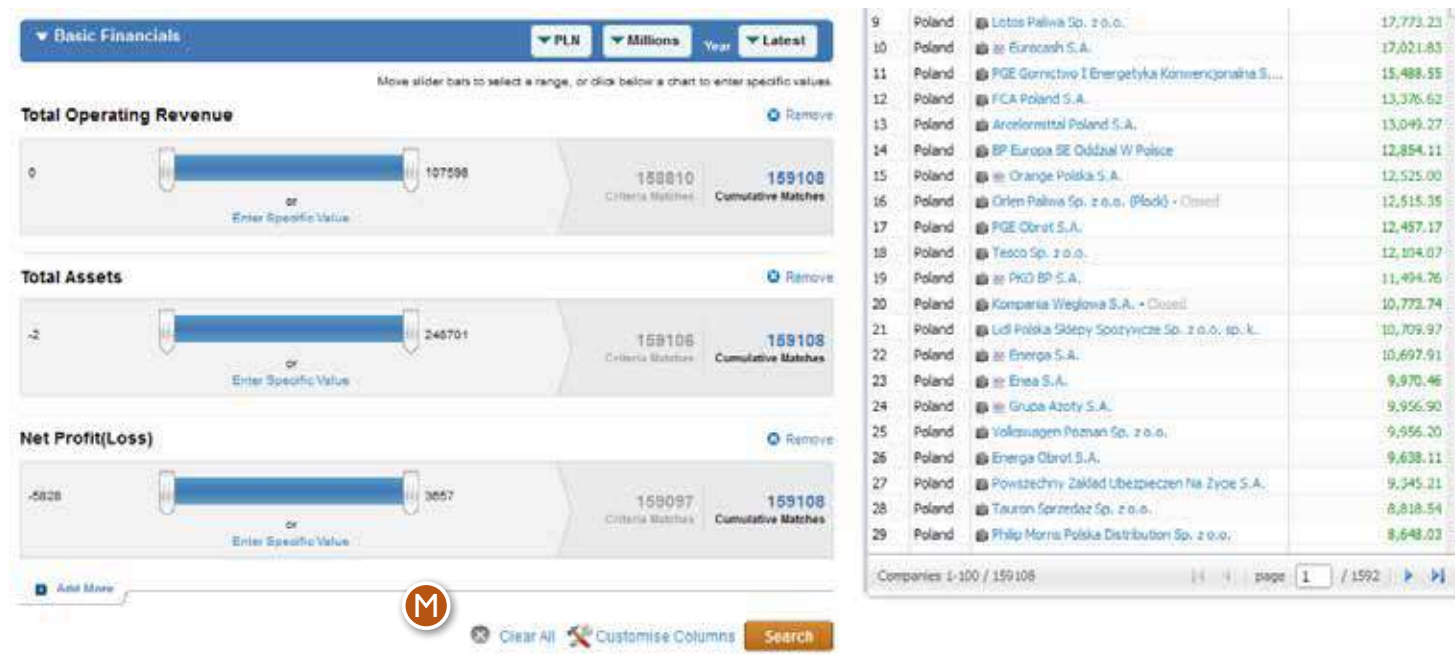 Basic Financials PLN Millions Year Latest
Move slider bars to select a range, or click below a chart to enter specific values
Total Operating Revenue Remove
0 107598 158810 159108
Criteria Matches Cumulative Matches
or
Enter Specific Value
Total Assets Remove
-2 248701 159106 159108
Criteria Matches Cumulative Matches
or
Enter Specific Value
Net Profit(Loss) Remove
-5828 3657 159097 159108
Criteria Matches Cumulative Matches
or
Enter Specific Value
Add More
M
Clear All Customise Columns Search
9 Poland Lotos Paliwa Sp. z o.o. 17,773.23
10 Poland Eurocash S.A. 17,021.83
11 Poland PGE Gornictwo I Energetyka Konwencjonalna S.... 15,488.55
12 Poland FCA Poland S.A. 13,376.62
13 Poland Arcelormittal Poland S.A. 13,049.27
14 Poland BP Europa SE Oddzial W Polsce 12,854.11
15 Poland Orange Polska S.A. 12,525.00
16 Poland Orlen Paliwa Sp. z o.o. (Plock) - Closed 12,515.35
17 Poland PGE Obrot S.A. 12,457.17
18 Poland Tesco Sp. z o.o. 12,104.07
19 Poland PKO BP S.A. 11,494.76
20 Poland Kompania Weglowa S.A. - Closed 10,773.74
21 Poland Lidl Polska Sklepy Spozywcze Sp. z o.o. sp. k. 10,709.97
22 Poland Energa S.A. 10,697.91
23 Poland Enea S.A. 9,970.46
24 Poland Grupa Azoty S.A. 9,956.90
25 Poland Volkswagen Poznan Sp. z o.o. 9,956.20
26 Poland Energa Obrot S.A. 9,638.11
27 Poland Powszechny Zaklad Ubezpieczen Na Zycie S.A. 9,345.21
28 Poland Tauron Sprzedaz Sp. z o.o. 8,818.54
29 Poland Philip Morris Polska Distribution Sp. z o.o. 8,648.03
Companies 1-100 / 159108 page 1 / 1592